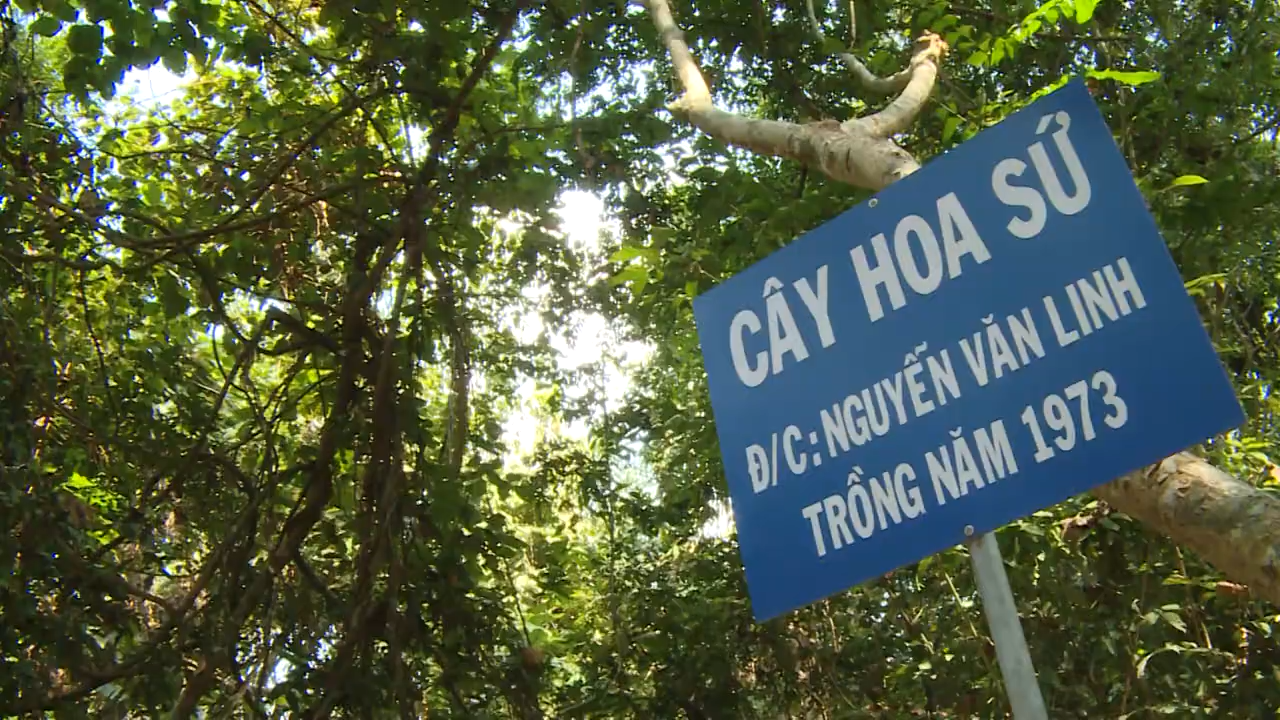 CÂY HOA SỨ
Đ/C: NGUYỄN VĂN LINH
TRỒNG NĂM 1973